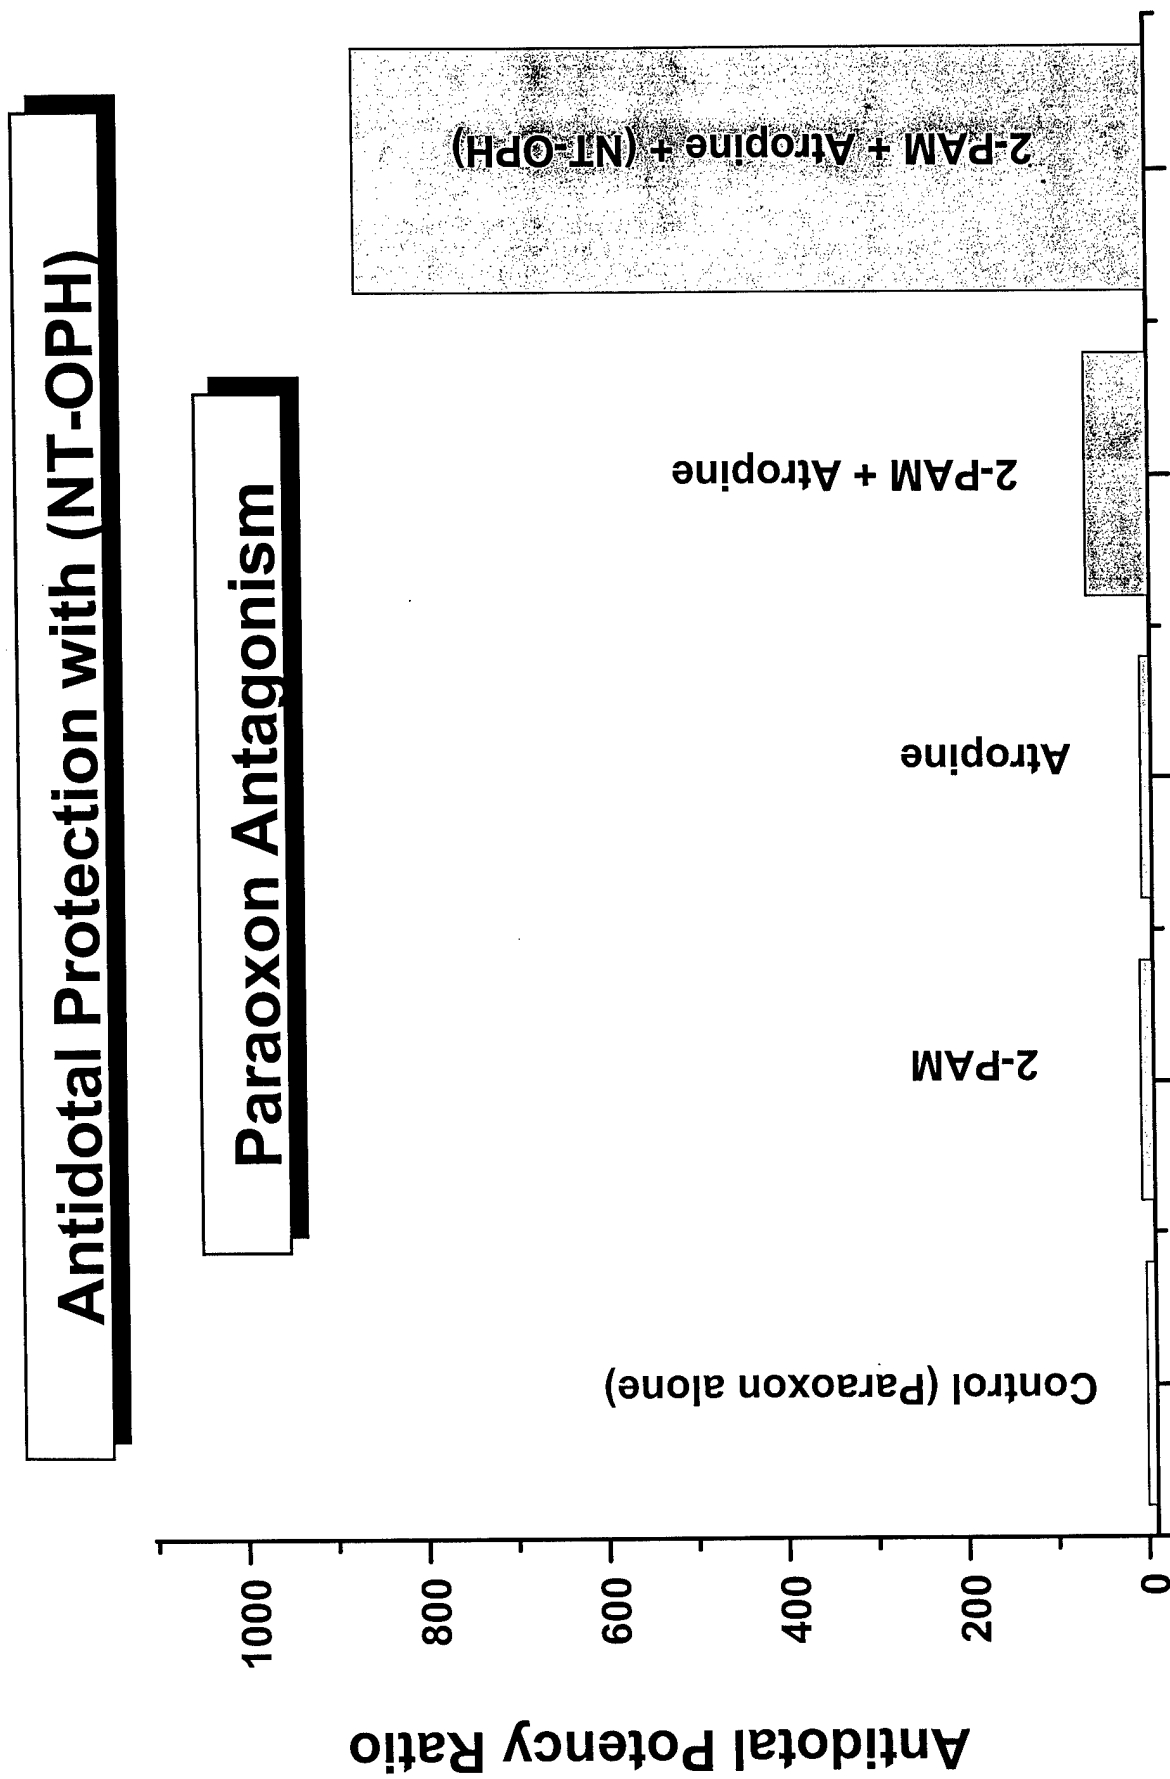 Antidotal Protection with (NT-OPH)
Paraoxon Antagonism
Antidotal Potency Ratio
1000
800
600
400
200
0
Control (Paraoxon alone)
2-PAM
Atropine
2-PAM + Atropine
2-PAM + Atropine + (NT-OPH)